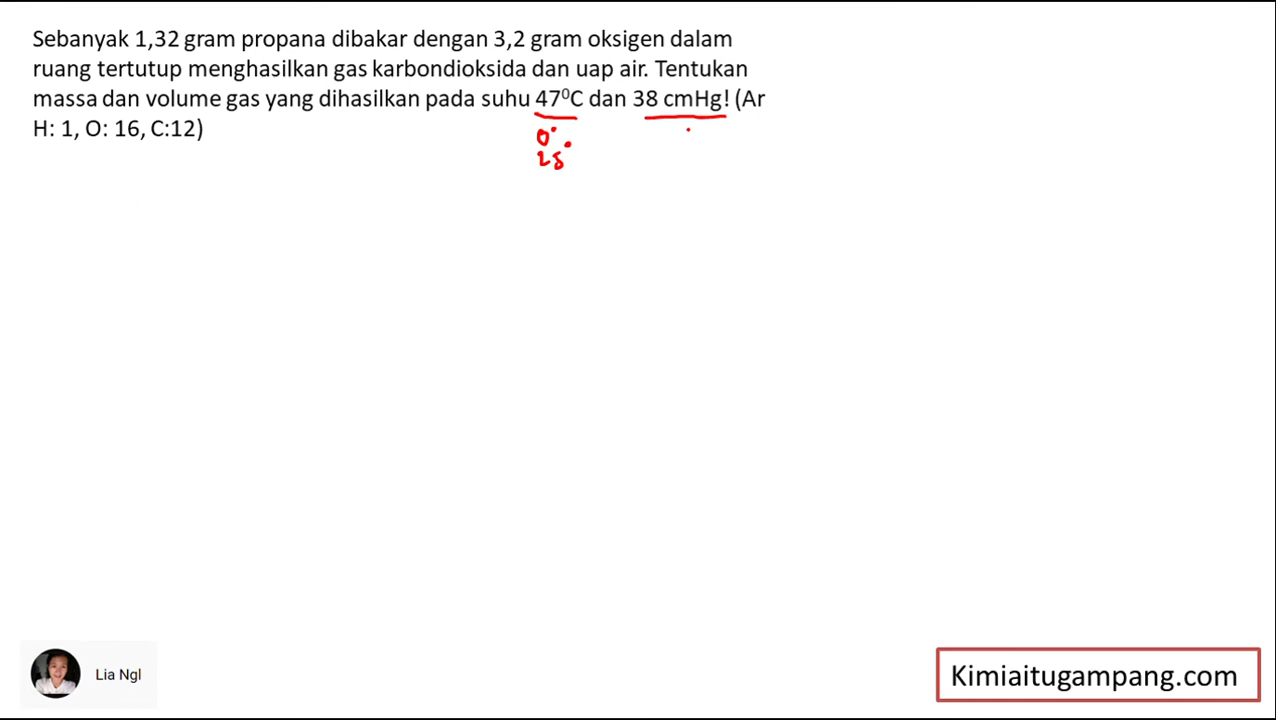 Sebanyak 1,32 gram propana dibakar dengan 3,2 gram oksigen dalam
ruang tertutup menghasilkan gas karbondioksida dan uap air. Tentukan
massa dan volume gas yang dihasilkan pada suhu 47⁰C dan 38 cmHg! (Ar
H: 1, O: 16, C:12)
0°
25
Lia Ngl
Kimiaitugampang.com